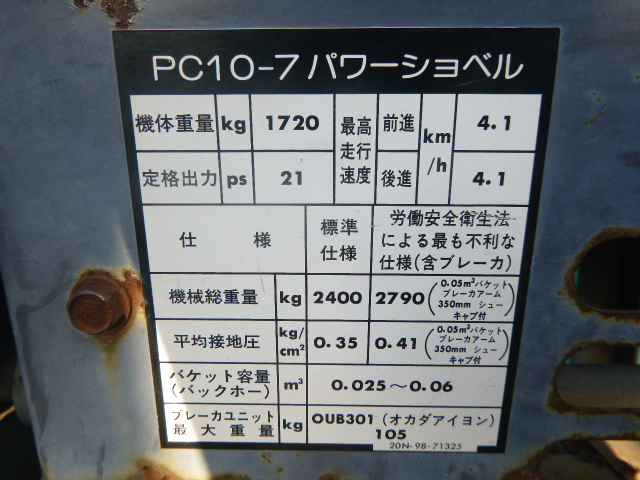 PC10-7 パワーショベル
機体重量 kg 1720 最高走行速度 前進 km/h 4.1
定格出力 ps 21 後進 4.1
仕様 標準仕様 労働安全衛生法による最も不利な仕様(含ブレーカ)
機械総重量 kg 2400 2790 (0.05m³バケット ブレーカアーム 350mm シュー キャブ付)
平均接地圧 kg/cm² 0.35 0.41 (0.05m³バケット ブレーカアーム 350mm シュー キャブ付)
バケット容量(バックホー) m³ 0.025〜0.06
ブレーカユニット最大重量 kg OUB301 (オカダアイヨン) 105
20N-98-71325